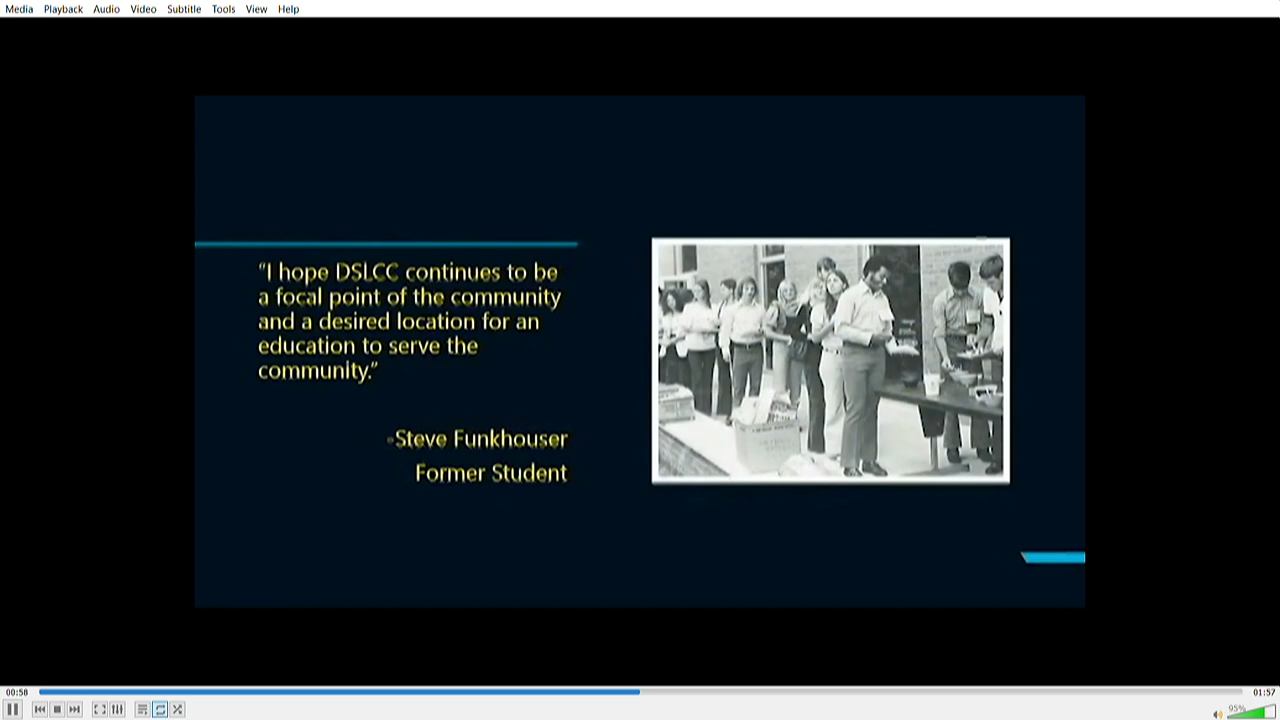 Media Playback Audio Video Subtitle Tools View Help
"I hope DSLCC continues to be
a focal point of the community
and a desired location for an
education to serve the
community."
-Steve Funkhouser
Former Student
00:58
01:57
95%